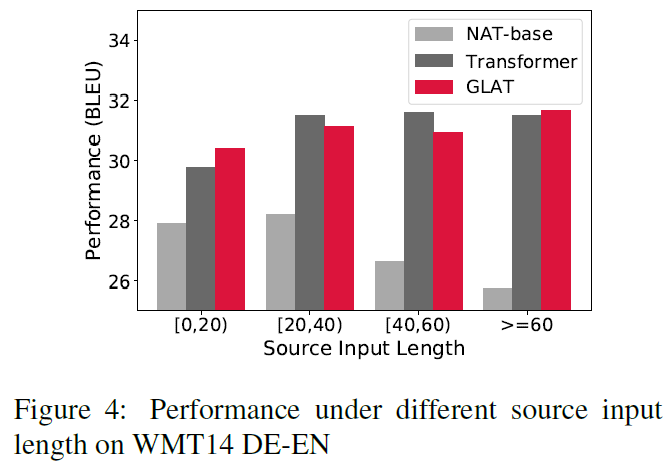 34
32
30
28
26
Performance (BLEU)
NAT-base
Transformer
GLAT
[0,20)
[20,40)
[40,60)
>=60
Source Input Length
Figure 4: Performance under different source input
length on WMT14 DE-EN